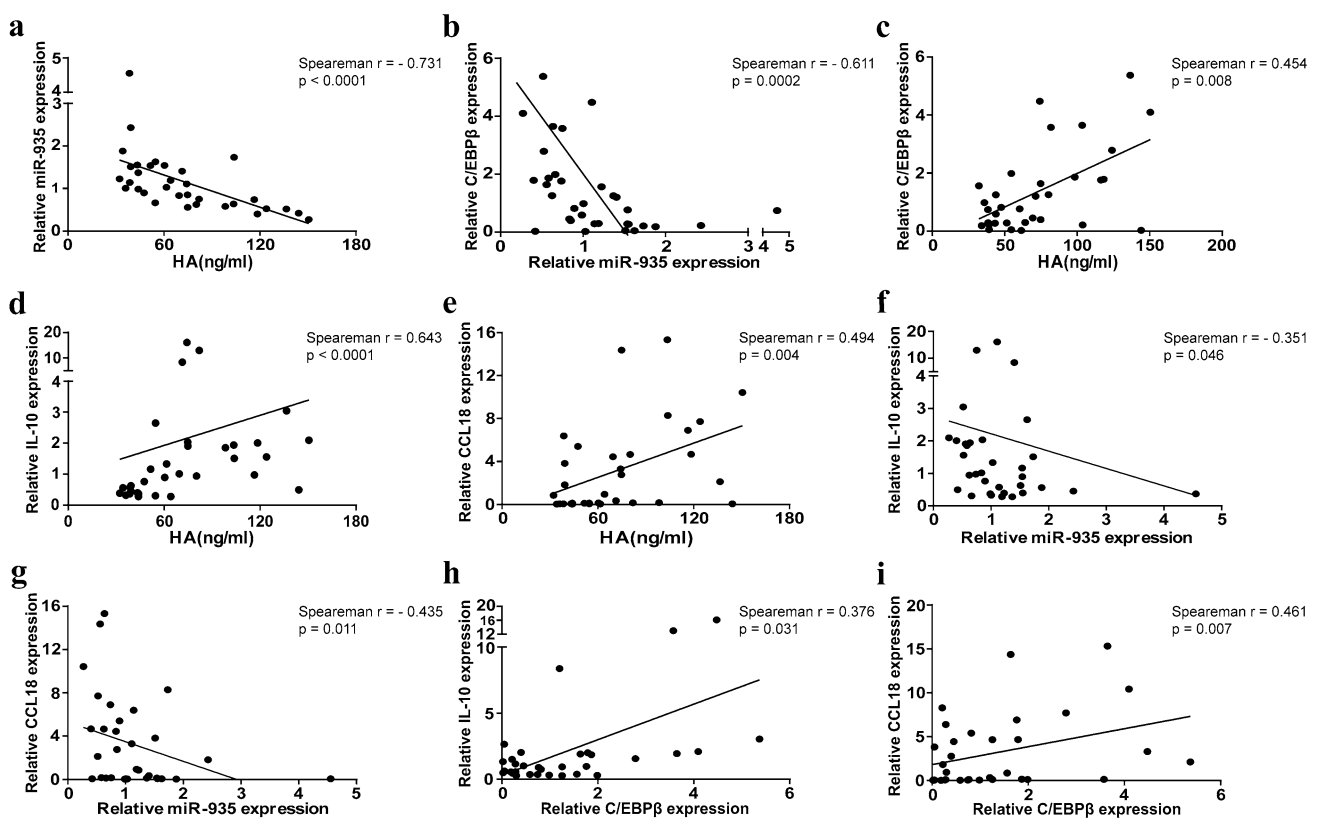 a
Speareman r = - 0.731
p < 0.0001
Relative miR-935 expression
5
4
3
2
1
0
0 60 120 180
HA(ng/ml)
b
Speareman r = - 0.611
p = 0.0002
Relative C/EBPβ expression
6
4
2
0
0 1 2 3 4 5
Relative miR-935 expression
c
Speareman r = 0.454
p = 0.008
Relative C/EBPβ expression
6
4
2
0
0 50 100 150 200
HA(ng/ml)
d
Speareman r = 0.643
p < 0.0001
Relative IL-10 expression
20
10
4
3
2
1
0
0 60 120 180
HA(ng/ml)
e
Speareman r = 0.494
p = 0.004
Relative CCL18 expression
16
12
8
4
0
0 60 120 180
HA(ng/ml)
f
Speareman r = - 0.351
p = 0.046
Relative IL-10 expression
20
10
4
3
2
1
0
0 1 2 3 4 5
Relative miR-935 expression
g
Speareman r = - 0.435
p = 0.011
Relative CCL18 expression
16
12
8
4
0
0 1 2 3 4 5
Relative miR-935 expression
h
Speareman r = 0.376
p = 0.031
Relative IL-10 expression
20
16
12
10
5
0
0 2 4 6
Relative C/EBPβ expression
i
Speareman r = 0.461
p = 0.007
Relative CCL18 expression
20
15
10
5
0
0 2 4 6
Relative C/EBPβ expression